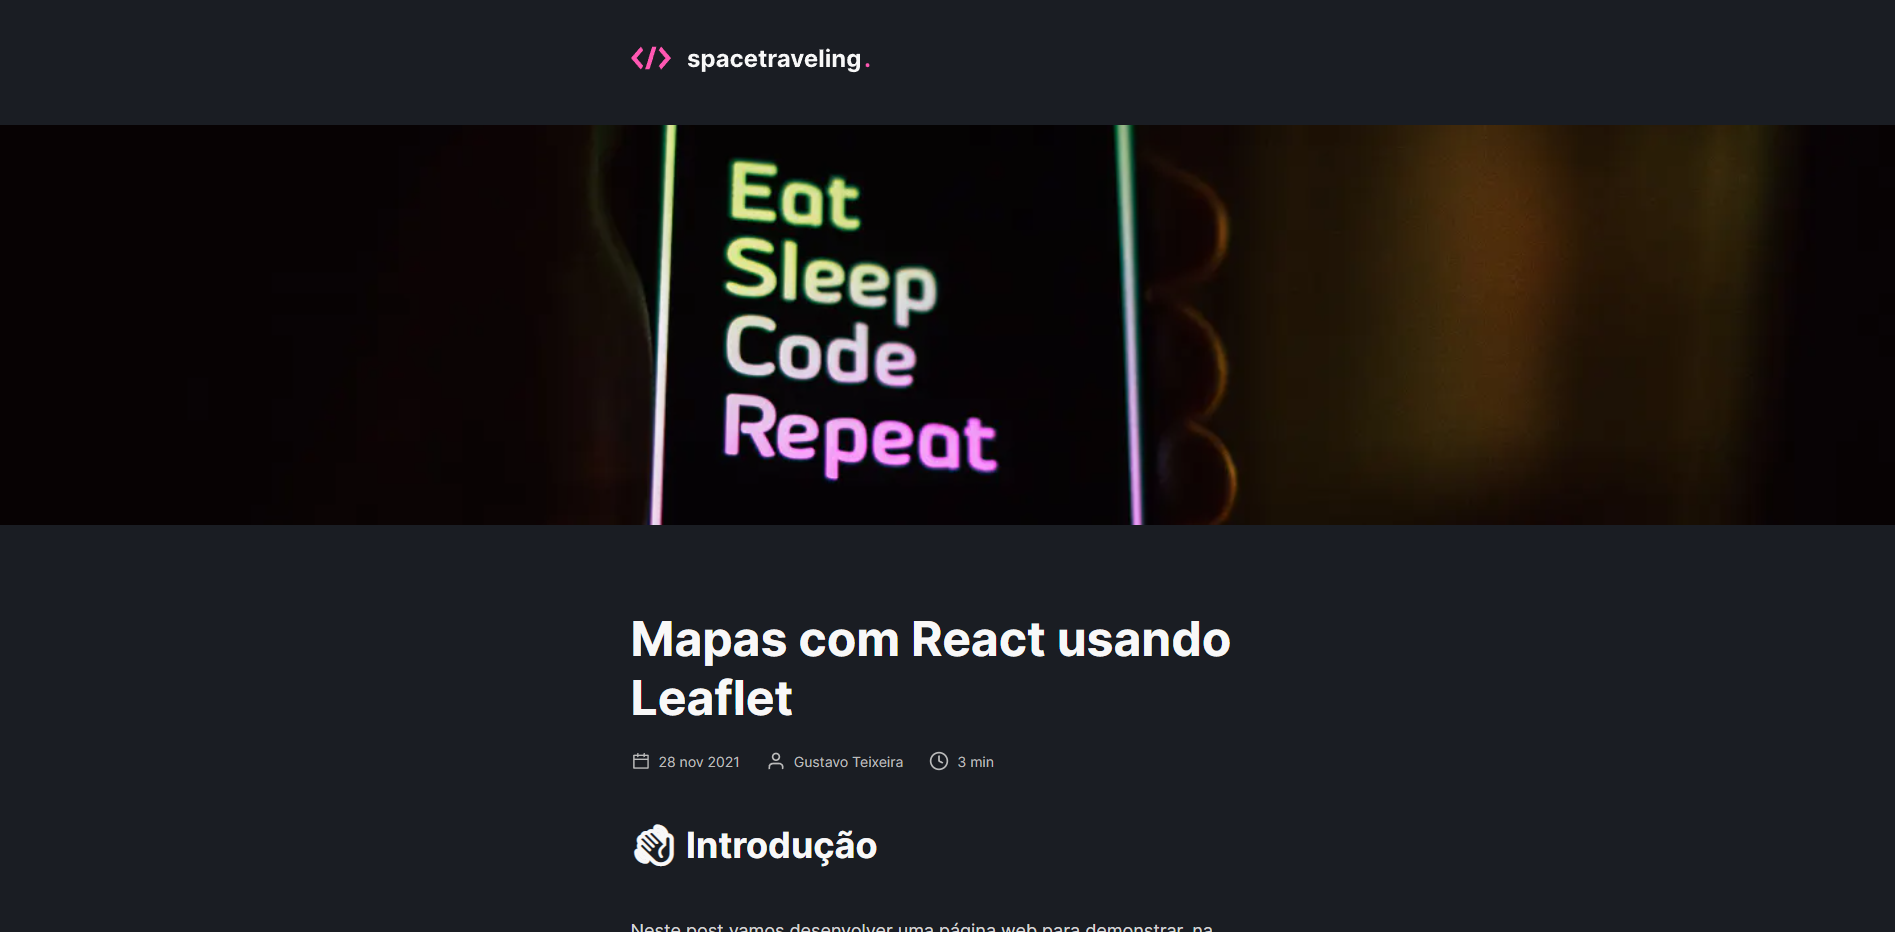 </> spacetraveling.
Eat
Sleep
Code
Repeat
Mapas com React usando
Leaflet
28 nov 2021 Gustavo Teixeira 3 min
👏 Introdução
Neste post vamos desenvolver uma página web para demonstrar, na